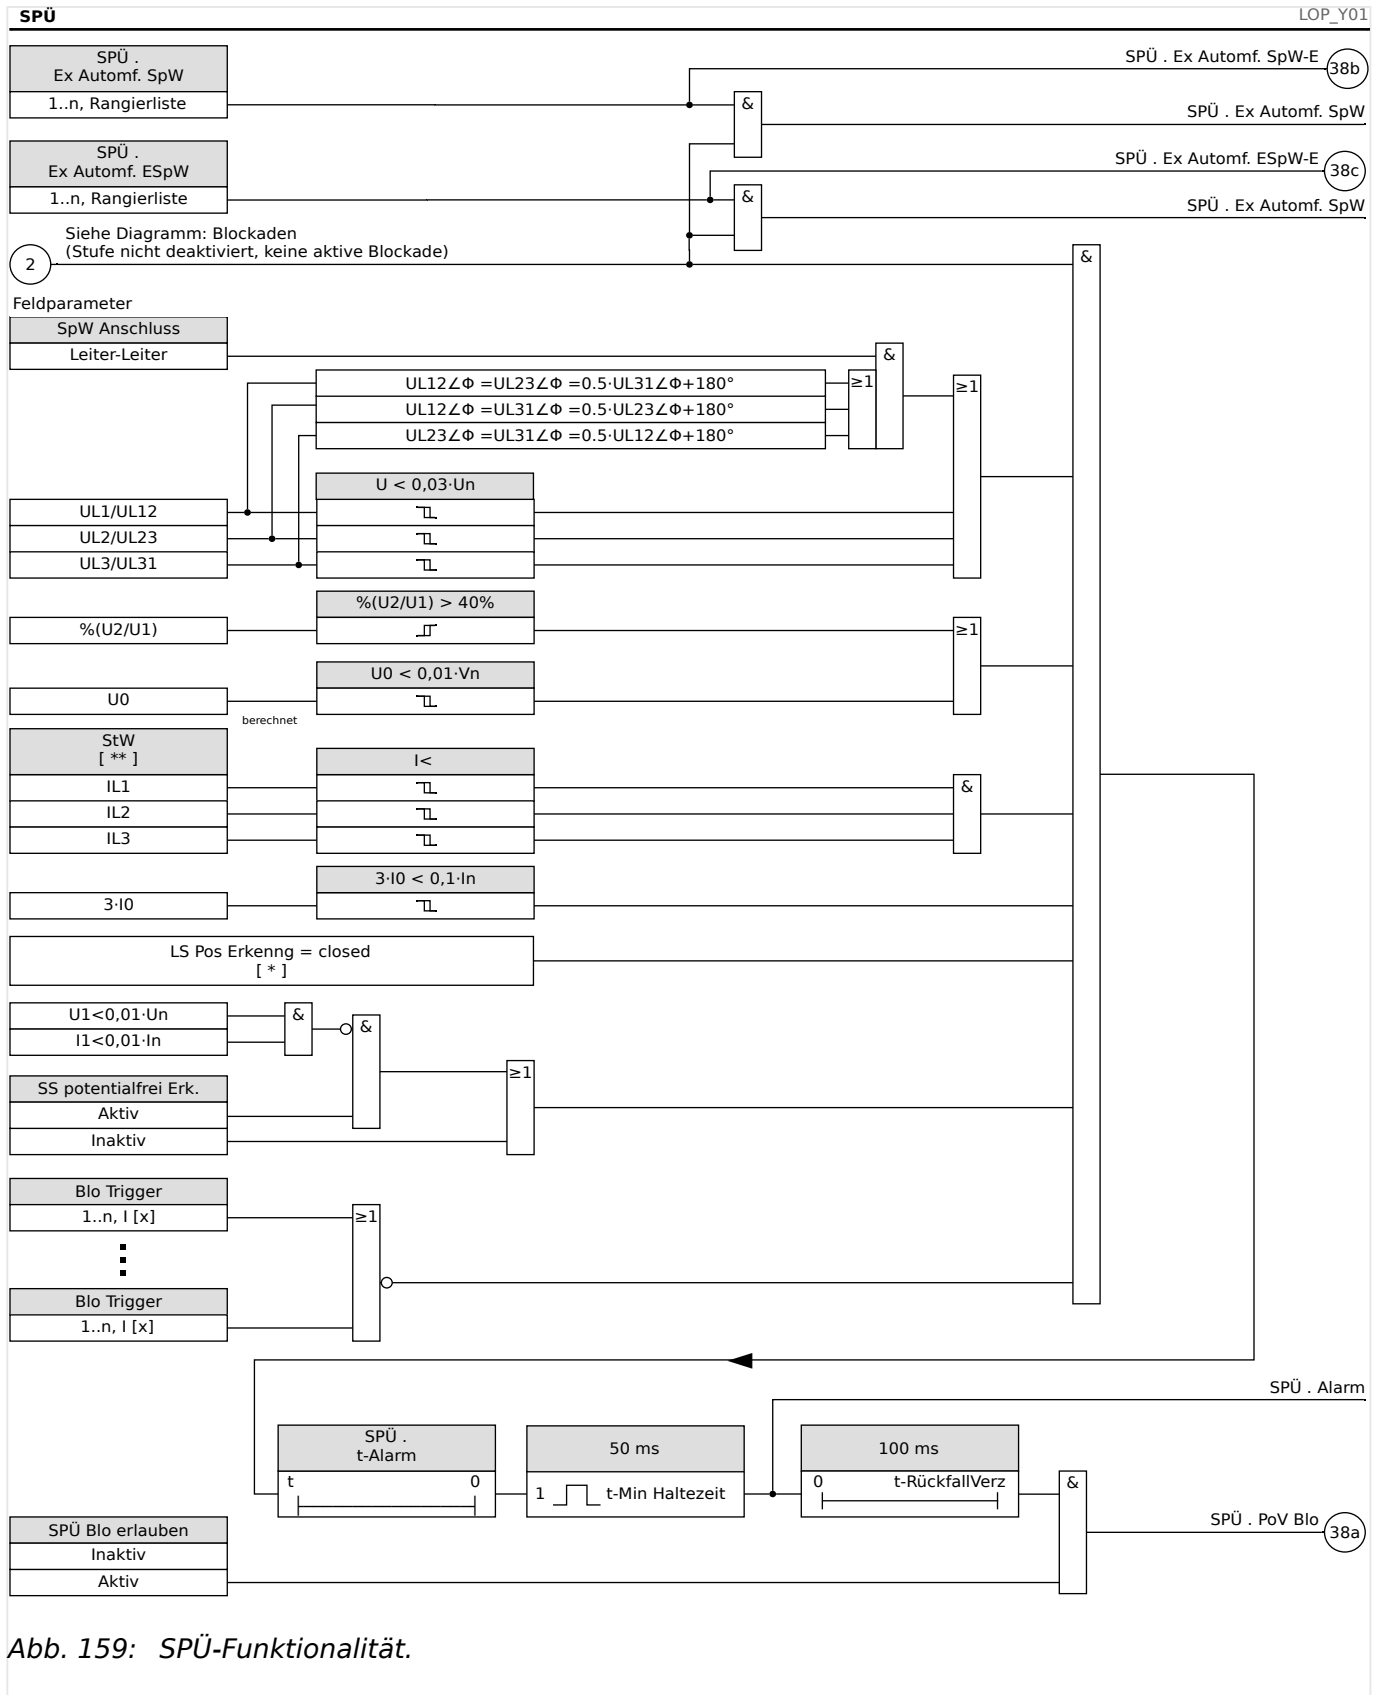 SPÜ
LOP_Y01
SPÜ .
Ex Automf. SpW
1..n, Rangierliste
SPÜ . Ex Automf. SpW-E
38b
&
SPÜ . Ex Automf. SpW
SPÜ .
Ex Automf. ESpW
1..n, Rangierliste
SPÜ . Ex Automf. ESpW-E
38c
&
SPÜ . Ex Automf. SpW
Siehe Diagramm: Blockaden
(Stufe nicht deaktiviert, keine aktive Blockade)
2
&
Feldparameter
SpW Anschluss
Leiter-Leiter
&
UL12∠Φ =UL23∠Φ =0.5·UL31∠Φ+180°
≥1
≥1
UL12∠Φ =UL31∠Φ =0.5·UL23∠Φ+180°
UL23∠Φ =UL31∠Φ =0.5·UL12∠Φ+180°
U < 0,03·Un
UL1/UL12
UL2/UL23
UL3/UL31
%(U2/U1) > 40%
%(U2/U1)
≥1
U0 < 0,01·Vn
U0
berechnet
StW
[ ** ]
I<
IL1
&
IL2
IL3
3·I0 < 0,1·In
3·I0
LS Pos Erkenng = closed
[ * ]
U1<0,01·Un
&
&
I1<0,01·In
≥1
SS potentialfrei Erk.
Aktiv
Inaktiv
Blo Trigger
1..n, I [x]
≥1
Blo Trigger
1..n, I [x]
SPÜ . Alarm
SPÜ .
t-Alarm
50 ms
100 ms
t 0
1 t-Min Haltezeit
0 t-RückfallVerz
&
SPÜ Blo erlauben
Inaktiv
Aktiv
SPÜ . PoV Blo
38a
Abb. 159: SPÜ-Funktionalität.